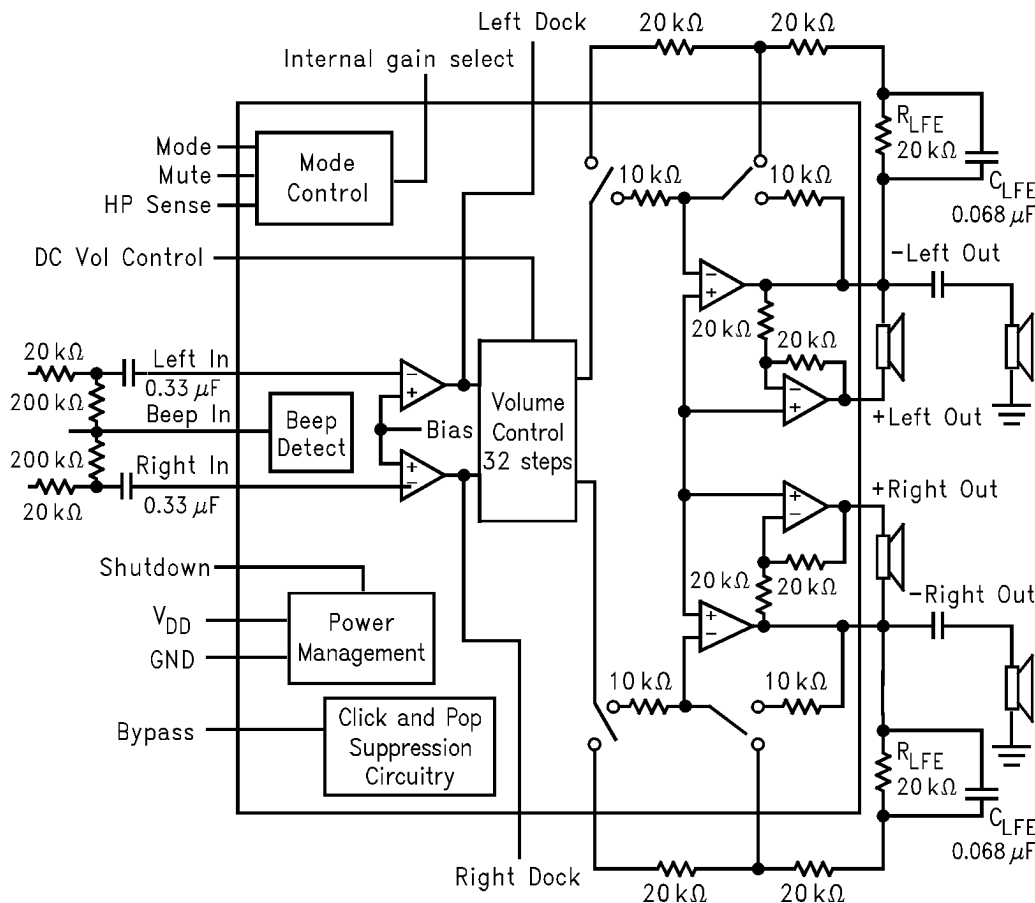 Left Dock
20 kΩ
20 kΩ
Internal gain select
R_LFE
20 kΩ
C_LFE
0.068 μF
Mode
Mute
HP Sense
Mode
Control
10 kΩ
10 kΩ
DC Vol Control
-Left Out
20 kΩ
20 kΩ
+Left Out
20 kΩ
Left In
0.33 μF
200 kΩ
Beep In
Beep
Detect
Bias
Volume
Control
32 steps
200 kΩ
Right In
0.33 μF
20 kΩ
+Right Out
20 kΩ
20 kΩ
-Right Out
Shutdown
V_DD
GND
Power
Management
10 kΩ
10 kΩ
Bypass
Click and Pop
Suppression
Circuitry
R_LFE
20 kΩ
C_LFE
0.068 μF
Right Dock
20 kΩ
20 kΩ